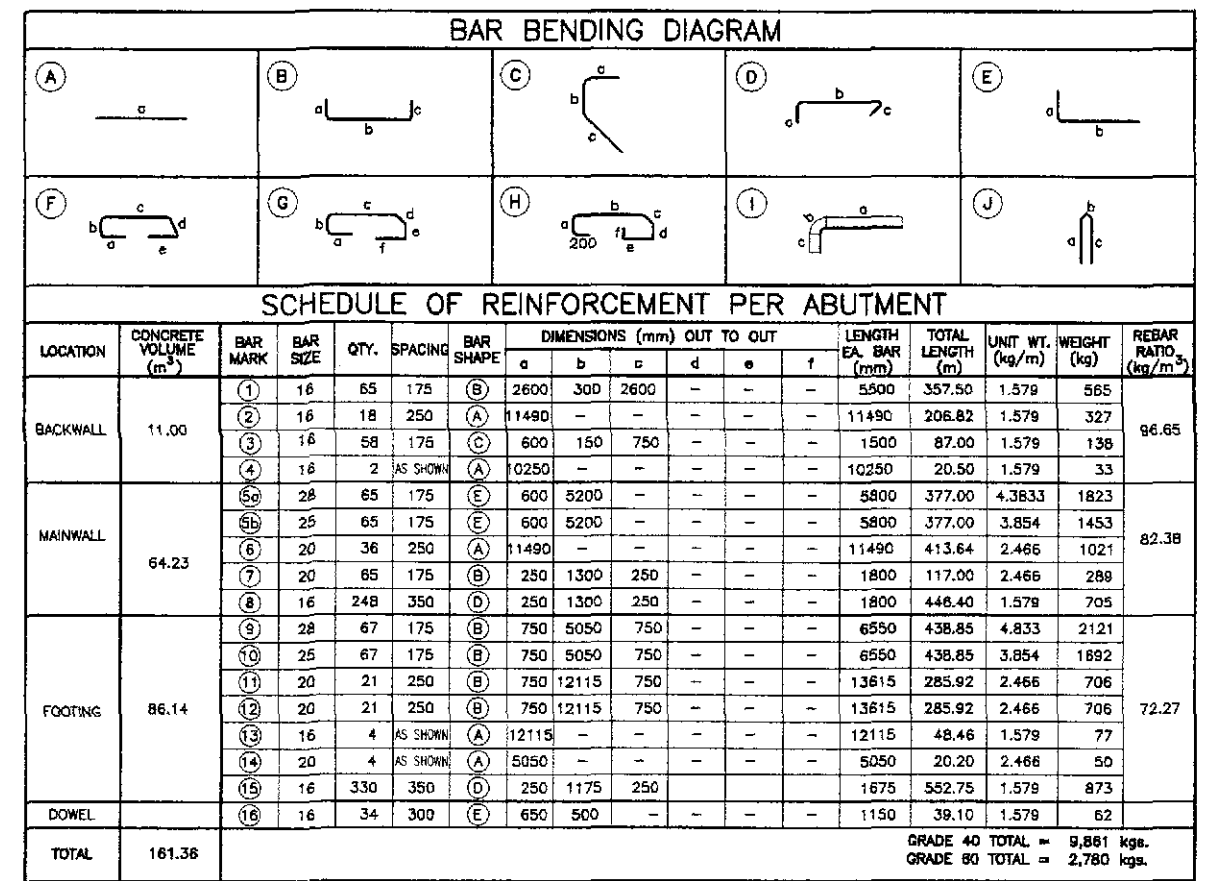 BAR BENDING DIAGRAM
A a
B a b c
C a b c
D a b c
E a b
F a b c d e
G a b c d e f
H a b c d e f 200
I a b c
J a b c
SCHEDULE OF REINFORCEMENT PER ABUTMENT
LOCATION CONCRETE VOLUME (m³) BAR MARK BAR SIZE QTY. SPACING BAR SHAPE DIMENSIONS (mm) OUT TO OUT a b c d e f LENGTH EA. BAR (mm) TOTAL LENGTH (m) UNIT WT. (kg/m) WEIGHT (kg) REBAR RATIO (kg/m³)
BACKWALL 11.00 96.65
1 16 65 175 B 2600 300 2600 – – – 5500 357.50 1.579 565
2 16 18 250 A 11490 – – – – – 11490 206.82 1.579 327
3 16 58 175 C 600 150 750 – – – 1500 87.00 1.579 138
4 16 2 AS SHOWN A 10250 – – – – – 10250 20.50 1.579 33
MAINWALL 64.23 82.38
5a 28 65 175 E 600 5200 – – – – 5800 377.00 4.3833 1823
5b 25 65 175 E 600 5200 – – – – 5800 377.00 3.854 1453
6 20 36 250 A 11490 – – – – – 11490 413.64 2.466 1021
7 20 65 175 B 250 1300 250 – – – 1800 117.00 2.466 289
8 16 248 350 D 250 1300 250 – – – 1800 446.40 1.579 705
FOOTING 86.14 72.27
9 28 67 175 B 750 5050 750 – – – 6550 438.85 4.833 2121
10 25 67 175 B 750 5050 750 – – – 6550 438.85 3.854 1692
11 20 21 250 B 750 12115 750 – – – 13615 285.92 2.466 706
12 20 21 250 B 750 12115 750 – – – 13615 285.92 2.466 706
13 16 4 AS SHOWN A 12115 – – – – – 12115 48.46 1.579 77
14 20 4 AS SHOWN A 5050 – – – – – 5050 20.20 2.466 50
15 16 330 350 D 250 1175 250 1675 552.75 1.579 873
DOWEL 16 16 34 300 E 650 500 – – – – 1150 39.10 1.579 62
TOTAL 161.36
GRADE 40 TOTAL = 9,861 kgs.
GRADE 60 TOTAL = 2,780 kgs.